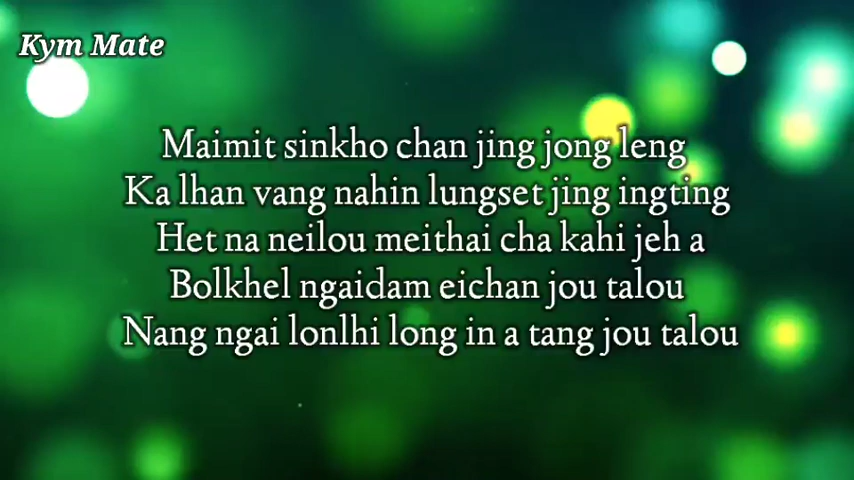 Kym Mate
Maimit sinkho chan jing jong leng
Ka lhan vang nahin lungset jing ingting
Het na neilou meithai cha kahi jeh a
Bolkhel ngaidam eichan jou talou
Nang ngai lonlhi long in a tang jou talou